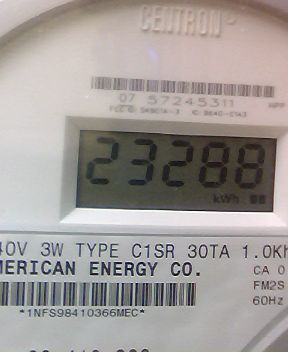 CENTRON
07 57245311
23288
kWh
40V 3W TYPE C1SR 30TA 1.0Kh
MERICAN ENERGY CO.
CA 0
FM2S
60Hz
*1NFS98410366MEC*